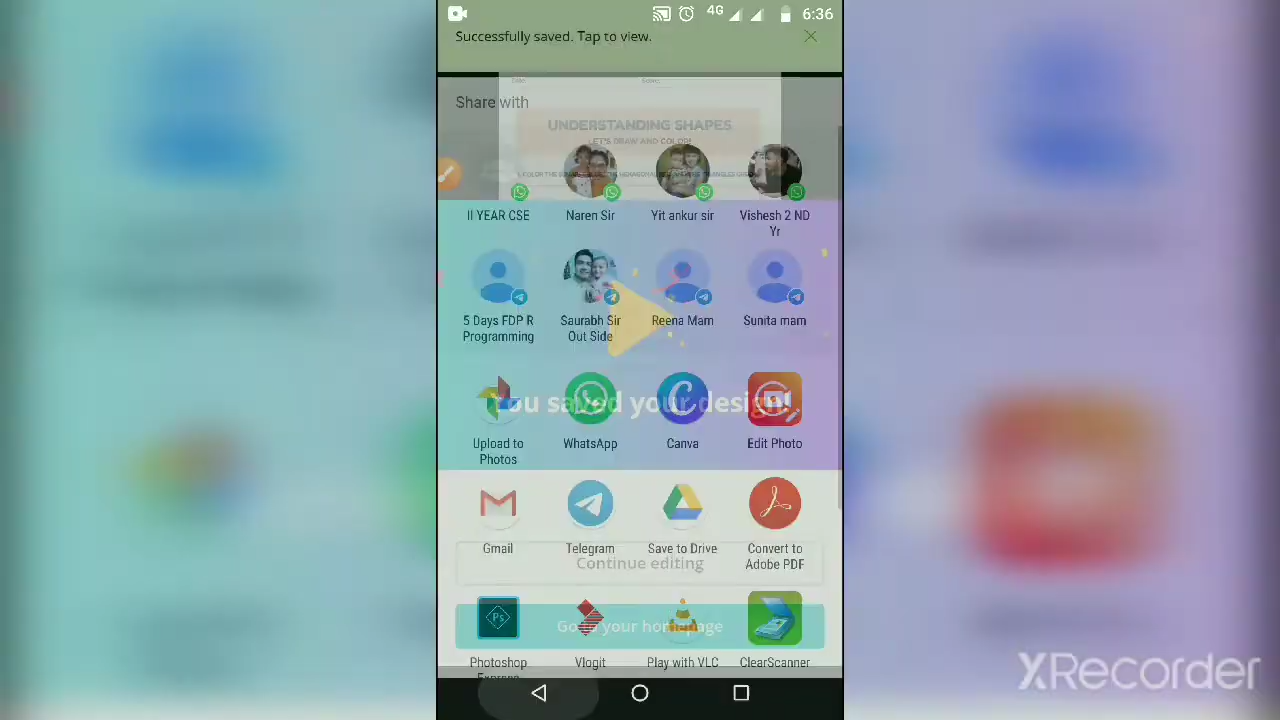 4G 6:36
Successfully saved. Tap to view.
Share with
UNDERSTANDING SHAPES
LET'S DRAW AND COLOR!
II YEAR CSE
Naren Sir
Yit ankur sir
Vishesh 2 ND
Yr
5 Days FDP R
Programming
Saurabh Sir
Out Side
Reena Mam
Sunita mam
You saved your design!
Upload to
Photos
WhatsApp
Canva
Edit Photo
Gmail
Telegram
Save to Drive
Convert to
Adobe PDF
Continue editing
Ps
Go to your homepage
Photoshop
Express
Vlogit
Play with VLC
ClearScanner
XRecorder